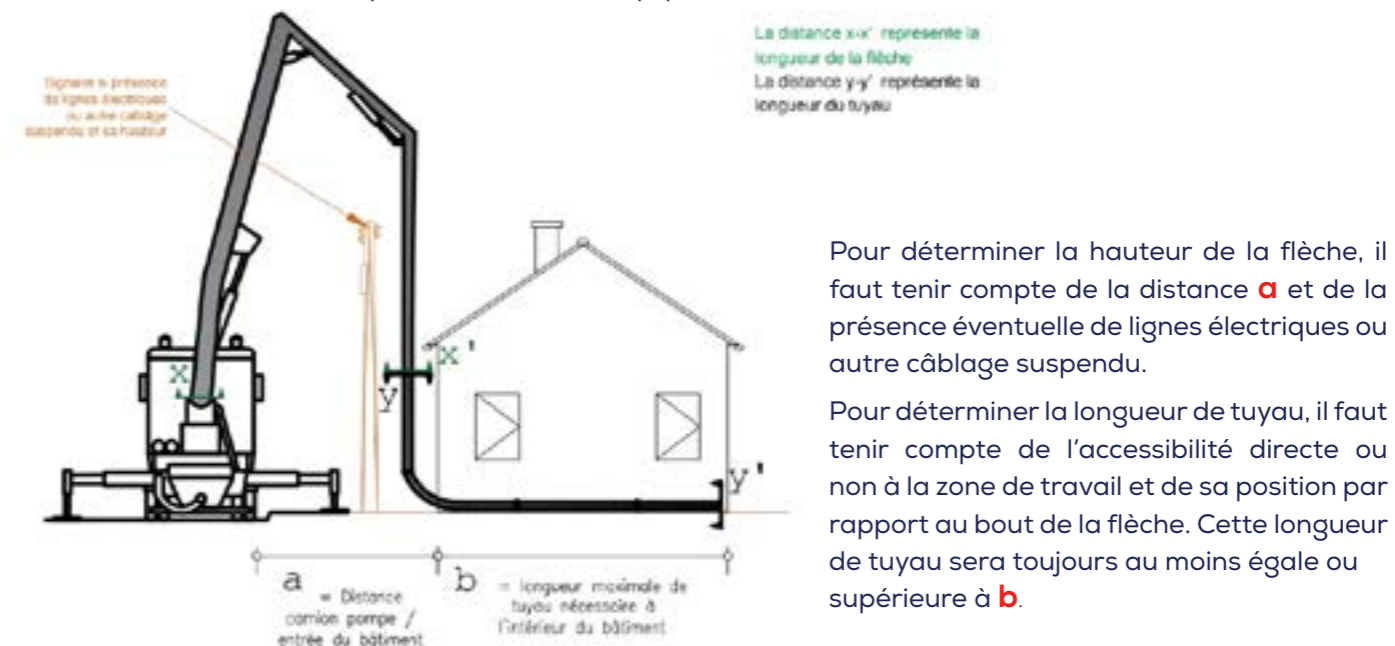 La distance x-x' représente la
longueur de la flèche
La distance y-y' représente la
longueur du tuyau
Signaler la présence
de lignes électriques
ou autre câblage
suspendu et sa hauteur
x
x'
y
y'
Pour déterminer la hauteur de la flèche, il
faut tenir compte de la distance a et de la
présence éventuelle de lignes électriques ou
autre câblage suspendu.
Pour déterminer la longueur de tuyau, il faut
tenir compte de l'accessibilité directe ou
non à la zone de travail et de sa position par
rapport au bout de la flèche. Cette longueur
de tuyau sera toujours au moins égale ou
supérieure à b.
a = Distance
camion pompe /
entrée du bâtiment
b = longueur maximale de
tuyau nécessaire à
l'intérieur du bâtiment